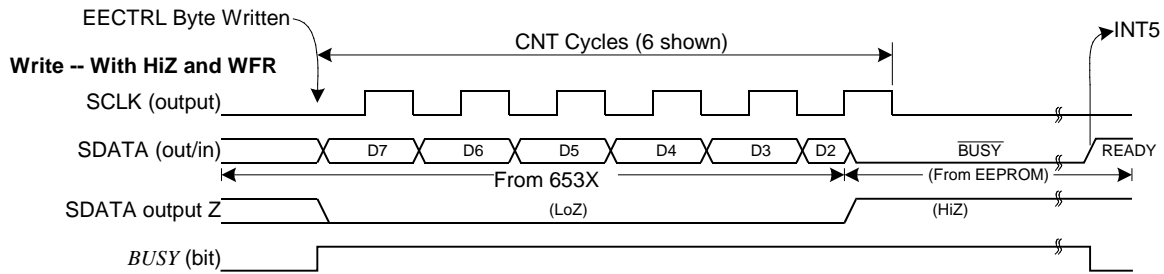 EECTRL Byte Written
INT5
CNT Cycles (6 shown)
Write -- With HiZ and WFR
SCLK (output)
SDATA (out/in) D7 D6 D5 D4 D3 D2 BUSY READY
From 653X (From EEPROM)
SDATA output Z (LoZ) (HiZ)
BUSY (bit)